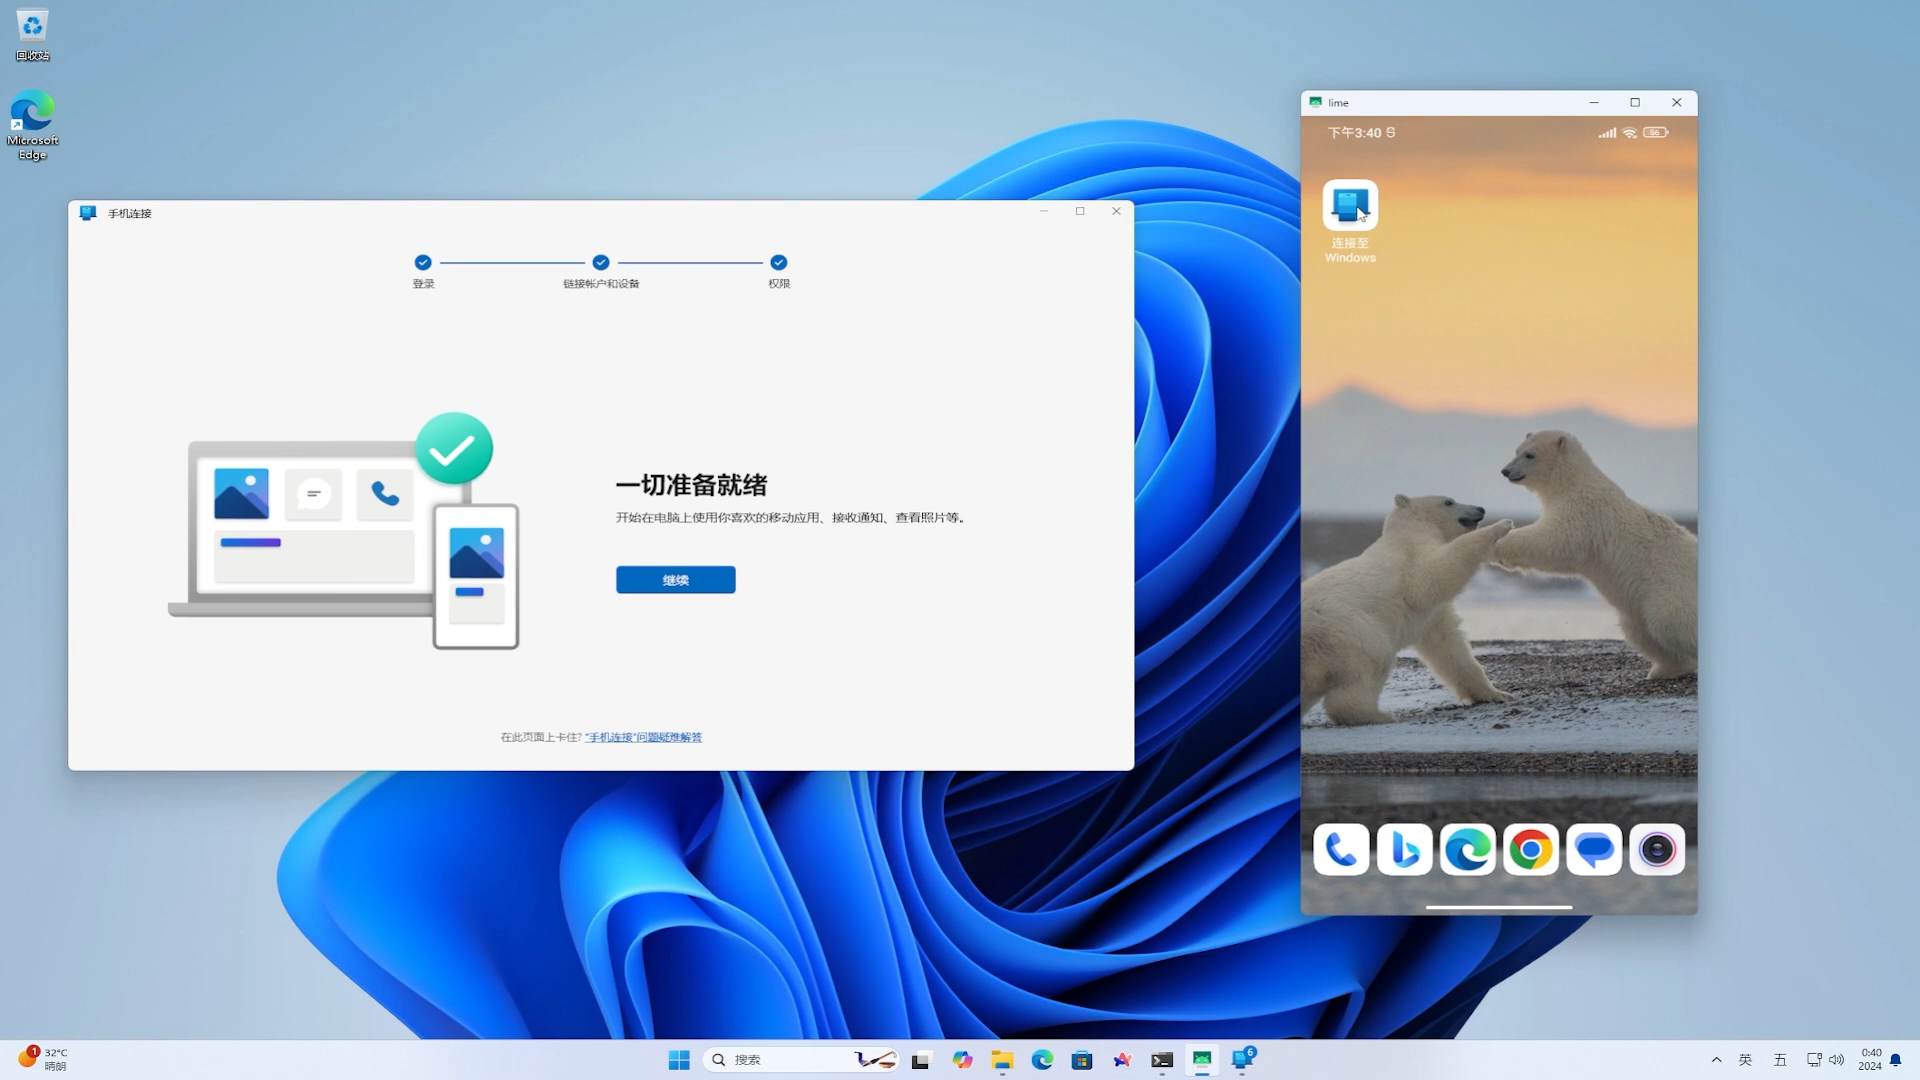 回收站
Microsoft
Edge
手机连接
登录
链接帐户和设备
权限
一切准备就绪
开始在电脑上使用你喜欢的移动应用、接收通知、查看照片等。
继续
在此页面上卡住? "手机连接"问题疑难解答
lime
下午3:40
56
连接至
Windows
1
32°C
晴朗
搜索
6
英
五
0:40
2024